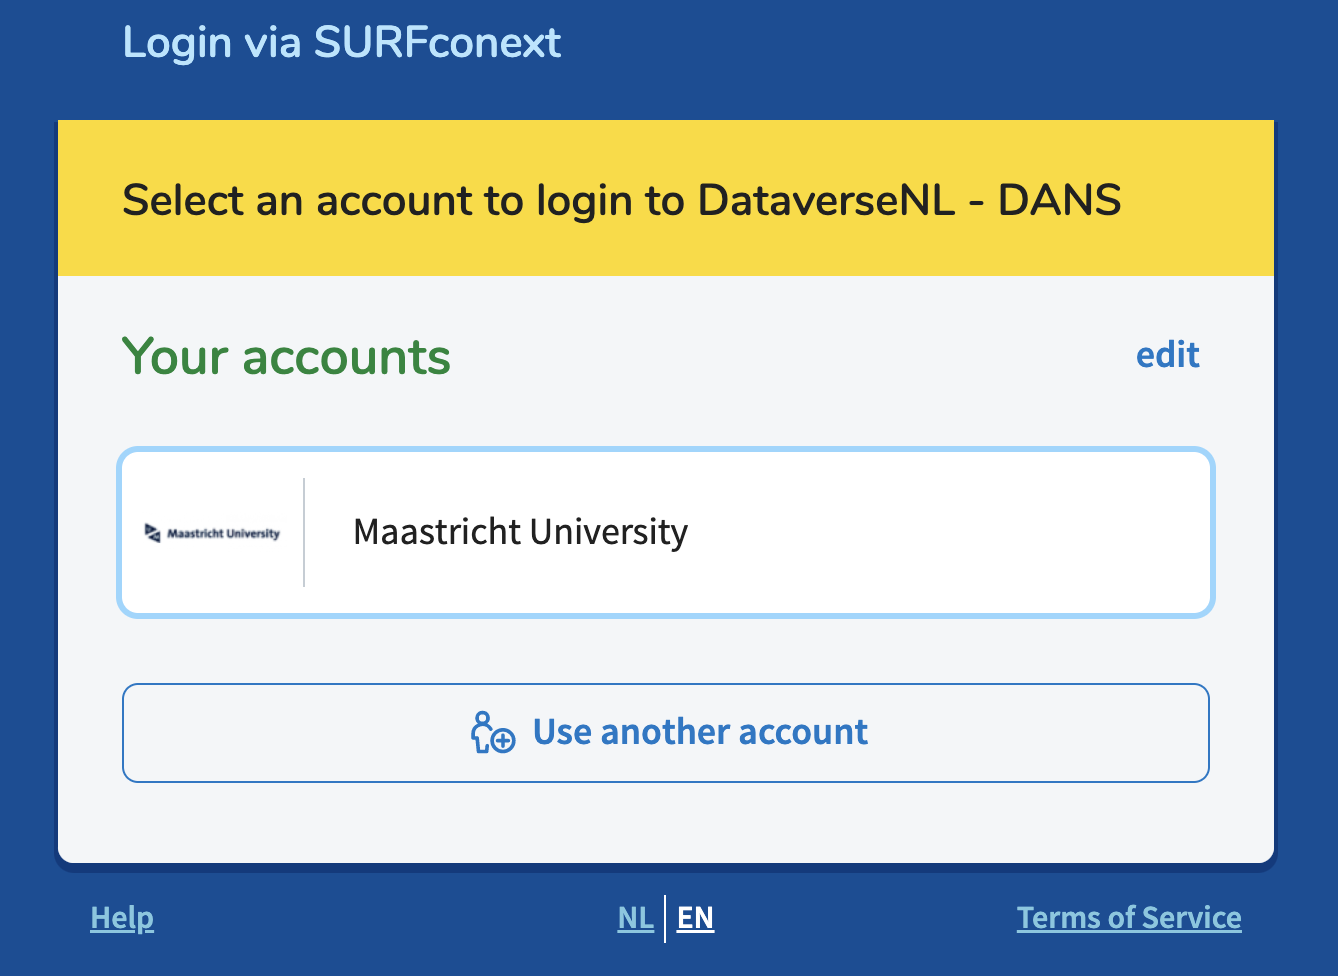 Login via SURFconext
Select an account to login to DataverseNL - DANS
Your accounts
edit
Maastricht University
Maastricht University
Use another account
Help
NL
EN
Terms of Service